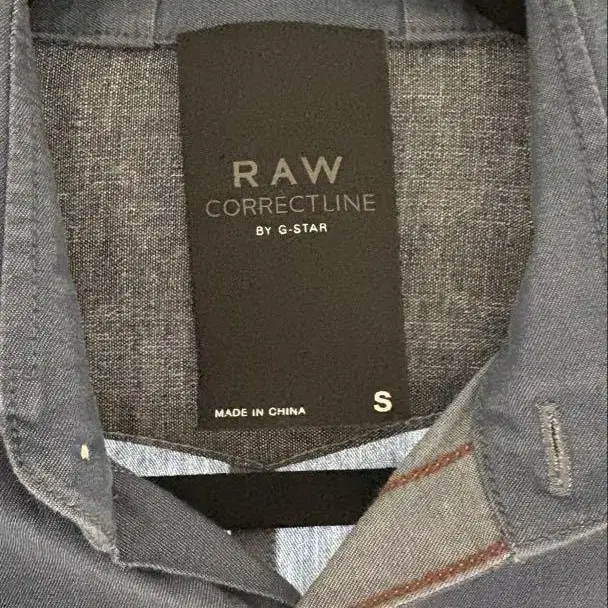 RAW
CORRECTLINE
BY G-STAR
MADE IN CHINA S